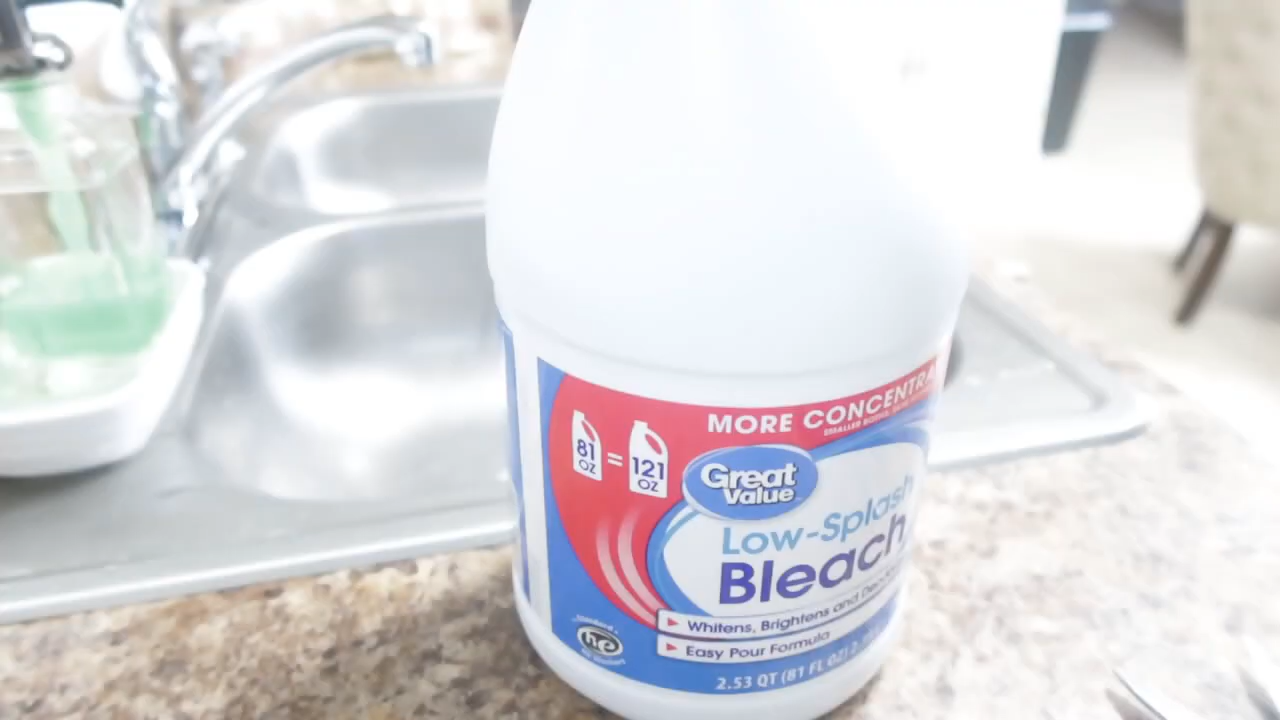 MORE CONCENTRA
81
OZ
=
121
OZ
Great
Value
Low-Splash
Bleach
Whitens, Brightens and
Easy Pour Formula
he
2.53 QT (81 FL OZ)